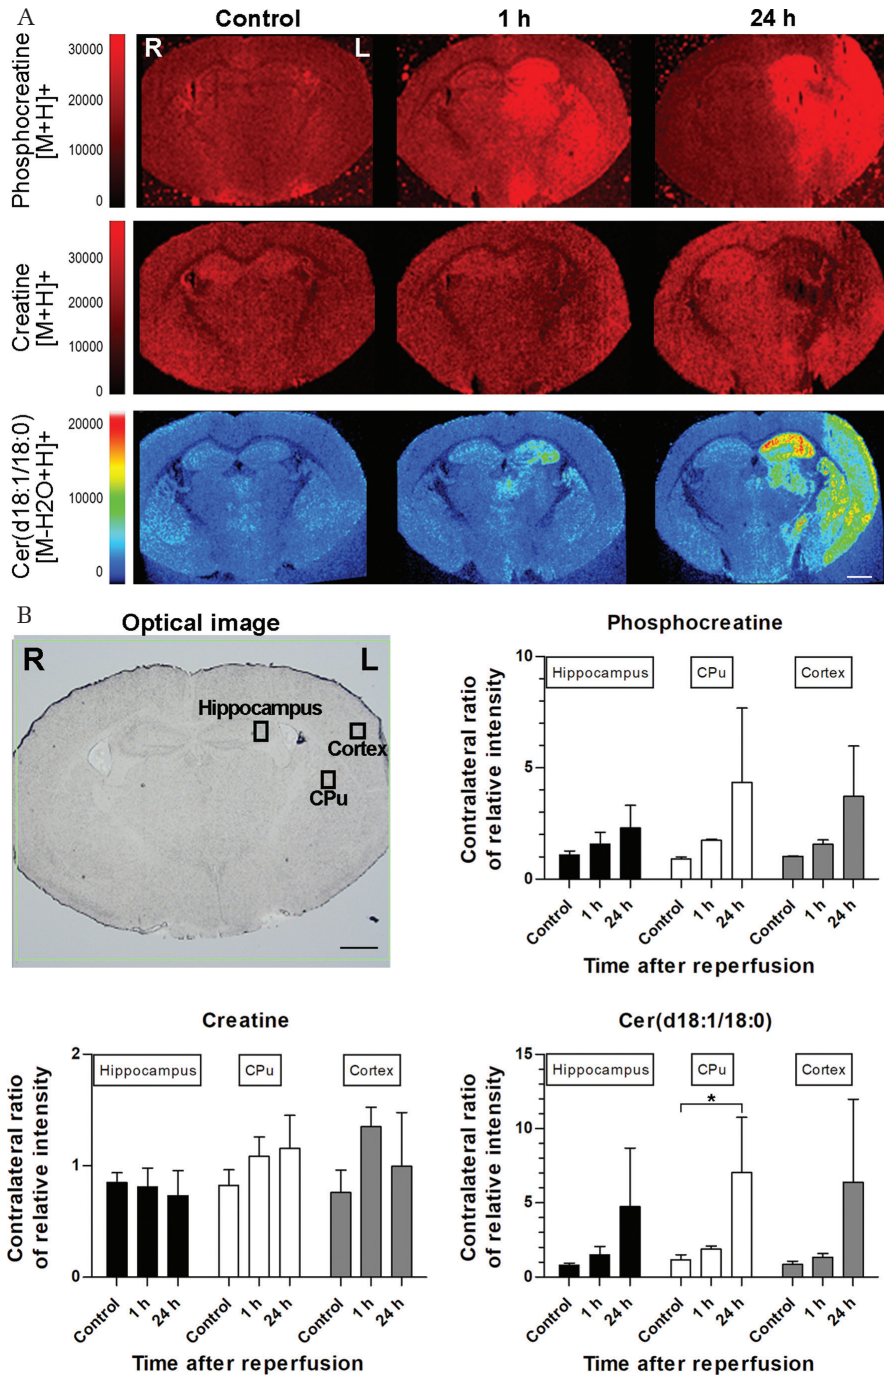 A
Control
1 h
24 h
R
L
Phosphocreatine
[M+H]+
30000
20000
10000
0
Creatine
[M+H]+
30000
20000
10000
0
Cer(d18:1/18:0)
[M-H2O+H]+
20000
10000
0
B
Optical image
R
L
Hippocampus
Cortex
CPu
Phosphocreatine
Contralateral ratio
of relative intensity
10
5
0
Hippocampus
CPu
Cortex
Control
1 h
24 h
Control
1 h
24 h
Control
1 h
24 h
Time after reperfusion
Creatine
Contralateral ratio
of relative intensity
2
1
0
Hippocampus
CPu
Cortex
Control
1 h
24 h
Control
1 h
24 h
Control
1 h
24 h
Time after reperfusion
Cer(d18:1/18:0)
Contralateral ratio
of relative intensity
15
10
5
0
Hippocampus
CPu
Cortex
*
Control
1 h
24 h
Control
1 h
24 h
Control
1 h
24 h
Time after reperfusion